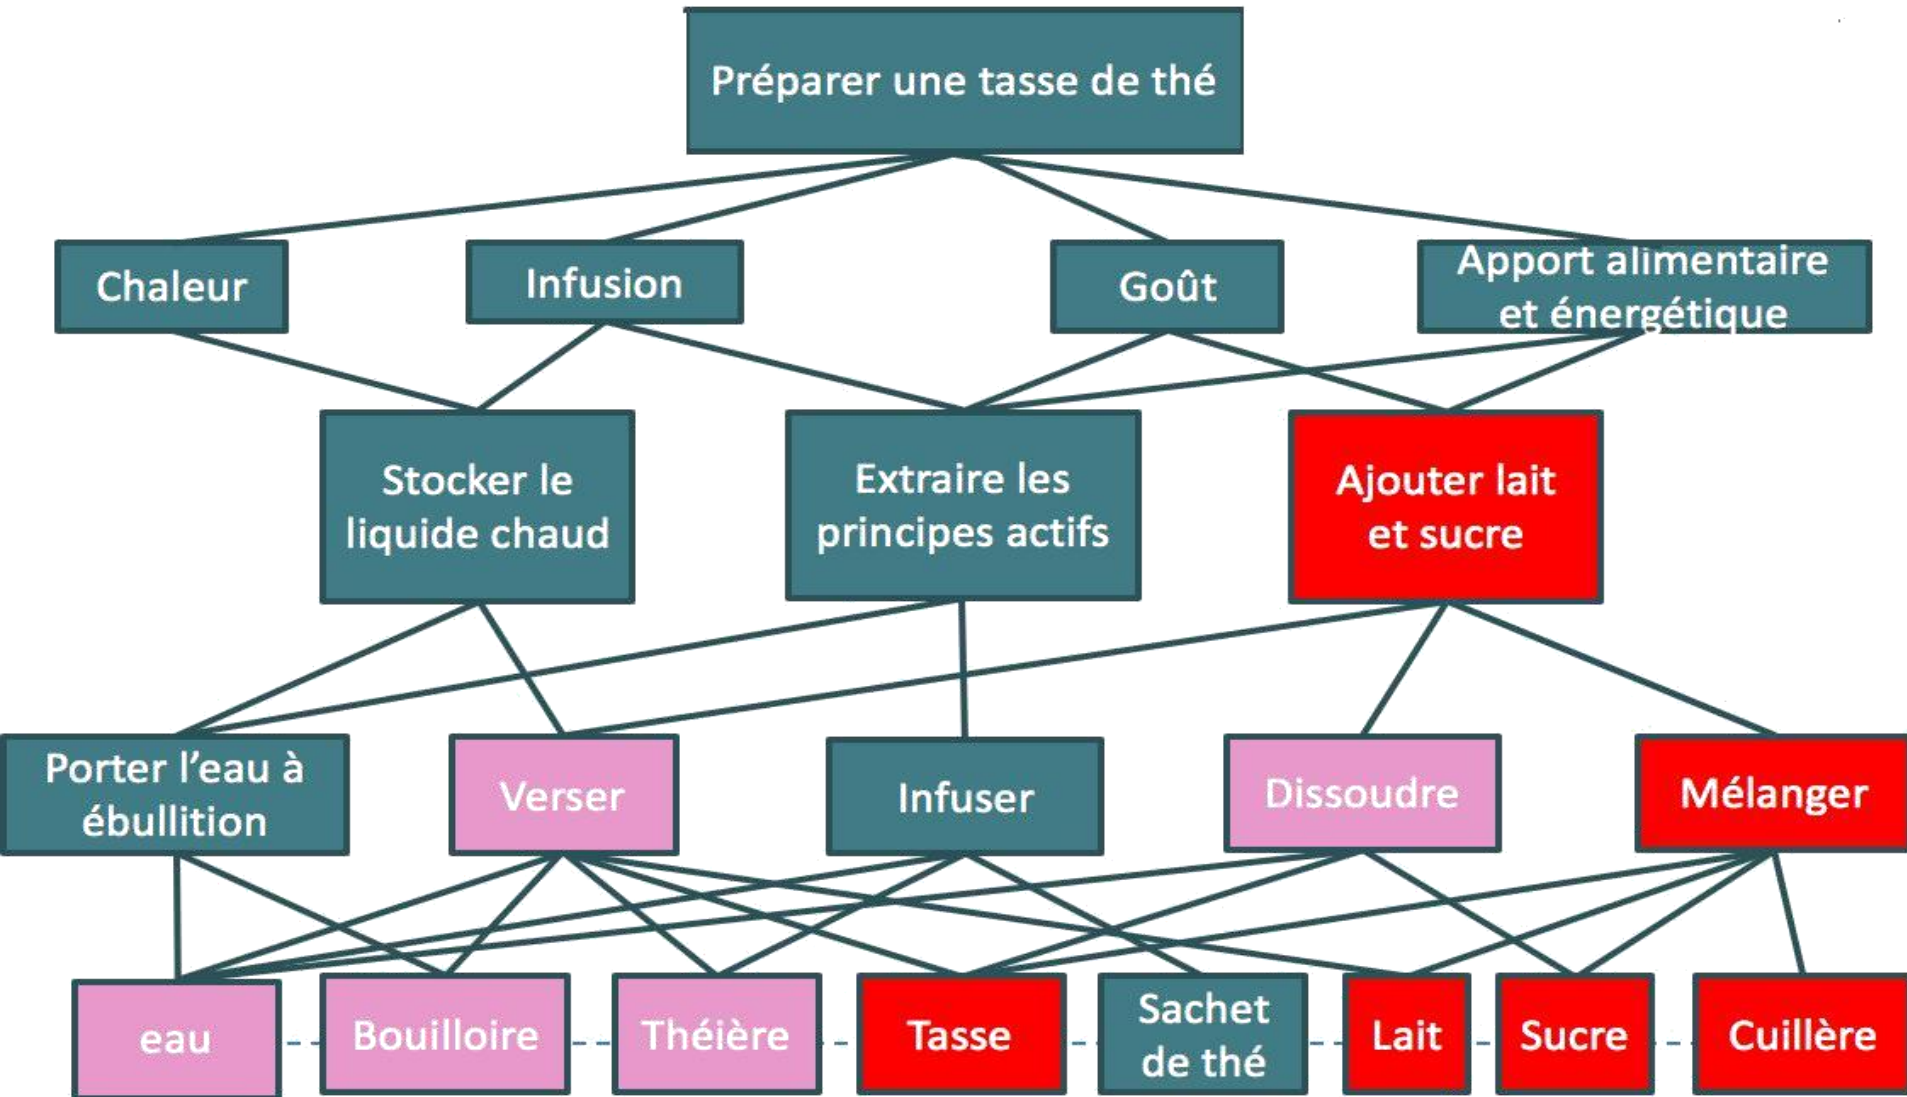 Préparer une tasse de thé
Chaleur
Infusion
Goût
Apport alimentaire
et énergétique
Stocker le
liquide chaud
Extraire les
principes actifs
Ajouter lait
et sucre
Porter l’eau à
ébullition
Verser
Infuser
Dissoudre
Mélanger
eau
Bouilloire
Théière
Tasse
Sachet
de thé
Lait
Sucre
Cuillère